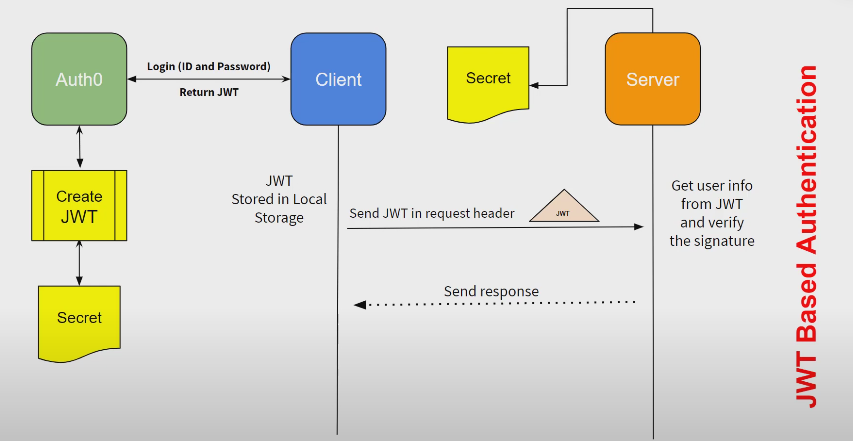 Auth0
Login (ID and Password)
Return JWT
Client
Secret
Server
Create
JWT
Secret
JWT
Stored in Local
Storage
Send JWT in request header
JWT
Get user info
from JWT
and verify
the signature
Send response
JWT Based Authentication